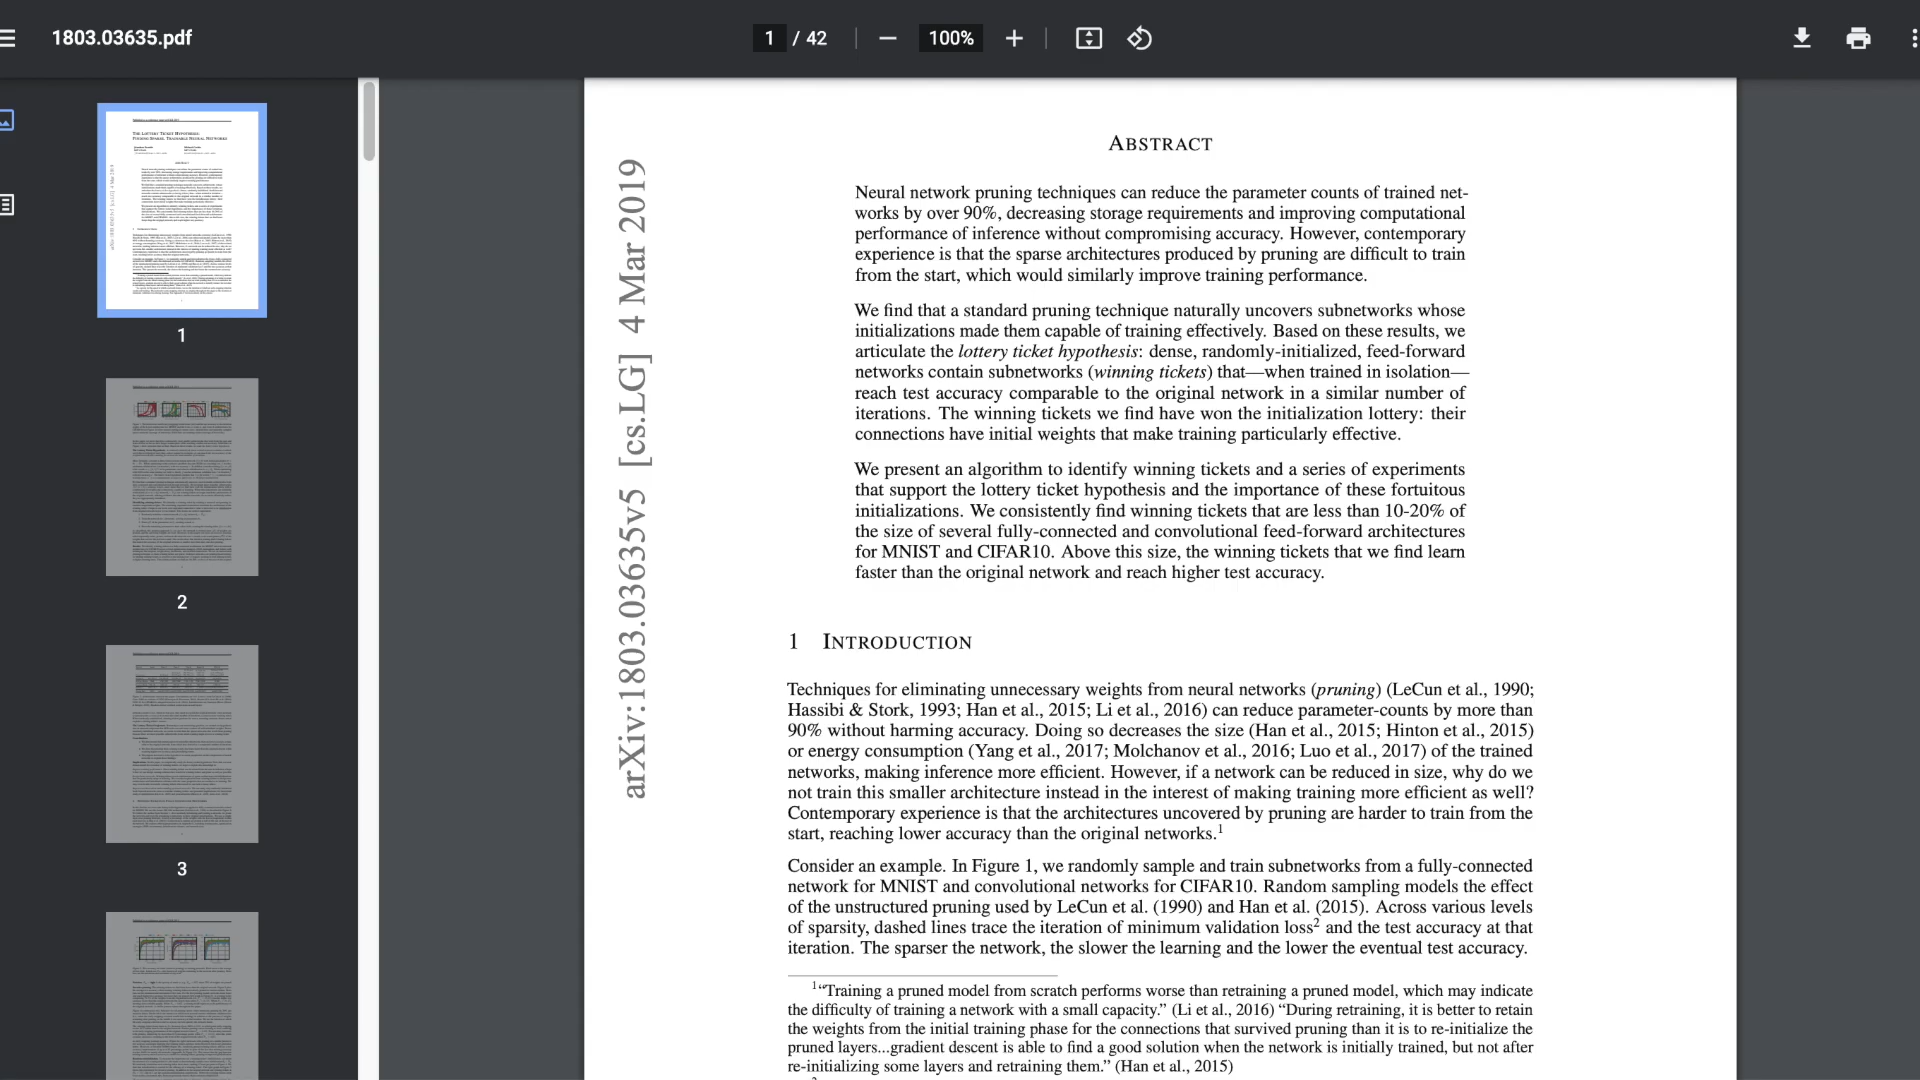 1803.03635.pdf
1 / 42
100%
THE LOTTERY TICKET HYPOTHESIS:
FINDING SPARSE, TRAINABLE NEURAL NETWORKS
1
2
3
arXiv:1803.03635v5 [cs.LG] 4 Mar 2019
ABSTRACT
Neural network pruning techniques can reduce the parameter counts of trained net-
works by over 90%, decreasing storage requirements and improving computational
performance of inference without compromising accuracy. However, contemporary
experience is that the sparse architectures produced by pruning are difficult to train
from the start, which would similarly improve training performance.
We find that a standard pruning technique naturally uncovers subnetworks whose
initializations made them capable of training effectively. Based on these results, we
articulate the lottery ticket hypothesis: dense, randomly-initialized, feed-forward
networks contain subnetworks (winning tickets) that—when trained in isolation—
reach test accuracy comparable to the original network in a similar number of
iterations. The winning tickets we find have won the initialization lottery: their
connections have initial weights that make training particularly effective.
We present an algorithm to identify winning tickets and a series of experiments
that support the lottery ticket hypothesis and the importance of these fortuitous
initializations. We consistently find winning tickets that are less than 10-20% of
the size of several fully-connected and convolutional feed-forward architectures
for MNIST and CIFAR10. Above this size, the winning tickets that we find learn
faster than the original network and reach higher test accuracy.
1 INTRODUCTION
Techniques for eliminating unnecessary weights from neural networks (pruning) (LeCun et al., 1990;
Hassibi & Stork, 1993; Han et al., 2015; Li et al., 2016) can reduce parameter-counts by more than
90% without harming accuracy. Doing so decreases the size (Han et al., 2015; Hinton et al., 2015)
or energy consumption (Yang et al., 2017; Molchanov et al., 2016; Luo et al., 2017) of the trained
networks, making inference more efficient. However, if a network can be reduced in size, why do we
not train this smaller architecture instead in the interest of making training more efficient as well?
Contemporary experience is that the architectures uncovered by pruning are harder to train from the
start, reaching lower accuracy than the original networks.1
Consider an example. In Figure 1, we randomly sample and train subnetworks from a fully-connected
network for MNIST and convolutional networks for CIFAR10. Random sampling models the effect
of the unstructured pruning used by LeCun et al. (1990) and Han et al. (2015). Across various levels
of sparsity, dashed lines trace the iteration of minimum validation loss2 and the test accuracy at that
iteration. The sparser the network, the slower the learning and the lower the eventual test accuracy.
1“Training a pruned model from scratch performs worse than retraining a pruned model, which may indicate
the difficulty of training a network with a small capacity.” (Li et al., 2016) “During retraining, it is better to retain
the weights from the initial training phase for the connections that survived pruning than it is to re-initialize the
pruned layers...gradient descent is able to find a good solution when the network is initially trained, but not after
re-initializing some layers and retraining them.” (Han et al., 2015)